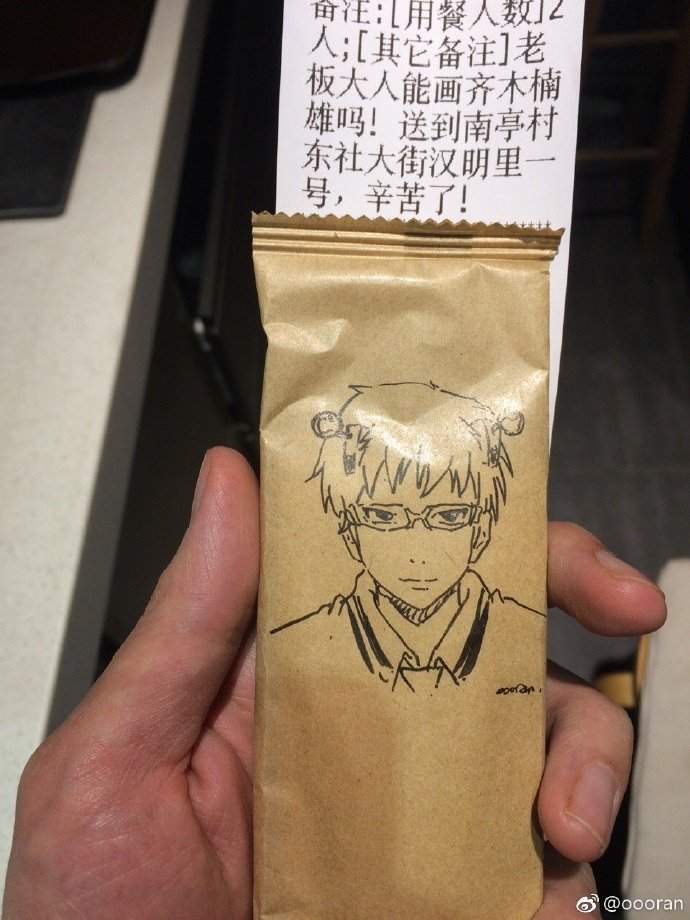 备注:[用餐人数]2
人;[其它备注]老
板大人能画齐木楠
雄吗！送到南亭村
东社大街汉明里一
号，辛苦了!
oooran.
@oooran